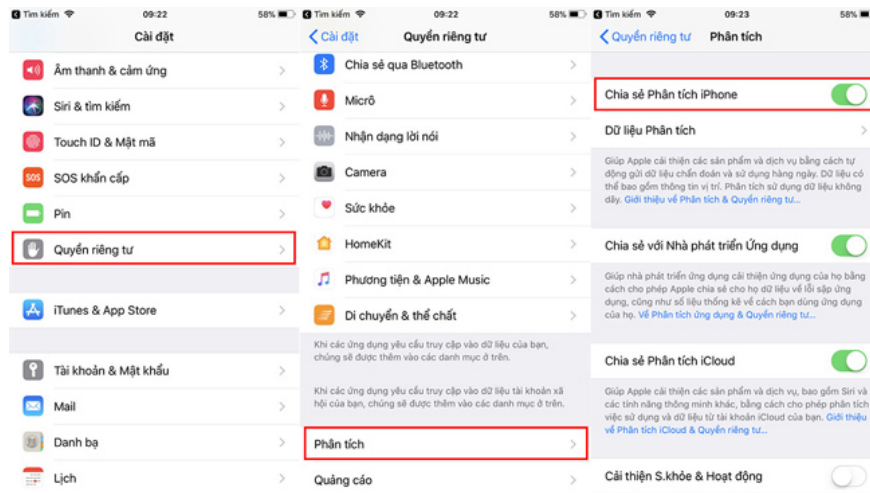 Tìm kiếm 09:22 58%
Cài đặt
Âm thanh & cảm ứng
Siri & tìm kiếm
Touch ID & Mật mã
SOS SOS khẩn cấp
Pin
Quyền riêng tư
iTunes & App Store
Tài khoản & Mật khẩu
Mail
Danh bạ
Lịch
Tìm kiếm 09:22 58%
Cài đặt Quyền riêng tư
Chia sẻ qua Bluetooth
Micrô
Nhận dạng lời nói
Camera
Sức khỏe
HomeKit
Phương tiện & Apple Music
Di chuyển & thể chất
Khi các ứng dụng yêu cầu truy cập vào dữ liệu của bạn,
chúng sẽ được thêm vào các danh mục ở trên.
Khi các ứng dụng yêu cầu truy cập vào dữ liệu tài khoản xã
hội của bạn, chúng sẽ được thêm vào các danh mục ở trên.
Phân tích
Quảng cáo
Tìm kiếm 09:23 58%
Quyền riêng tư Phân tích
Chia sẻ Phân tích iPhone
Dữ liệu Phân tích
Giúp Apple cải thiện các sản phẩm và dịch vụ bằng cách tự
động gửi dữ liệu chẩn đoán và sử dụng hàng ngày. Dữ liệu có
thể bao gồm thông tin vị trí. Phân tích sử dụng dữ liệu không
dây. Giới thiệu về Phân tích & Quyền riêng tư...
Chia sẻ với Nhà phát triển Ứng dụng
Giúp nhà phát triển ứng dụng cải thiện ứng dụng của họ bằng
cách cho phép Apple chia sẻ cho họ dữ liệu về lỗi sập ứng
dụng, cũng như số liệu thống kê về cách bạn dùng ứng dụng
của họ. Về Phân tích ứng dụng & Quyền riêng tư...
Chia sẻ Phân tích iCloud
Giúp Apple cải thiện các sản phẩm và dịch vụ, bao gồm Siri và
các tính năng thông minh khác, bằng cách cho phép phân tích
việc sử dụng và dữ liệu từ tài khoản iCloud của bạn. Giới thiệu
về Phân tích iCloud & Quyền riêng tư...
Cải thiện S.khỏe & Hoạt động